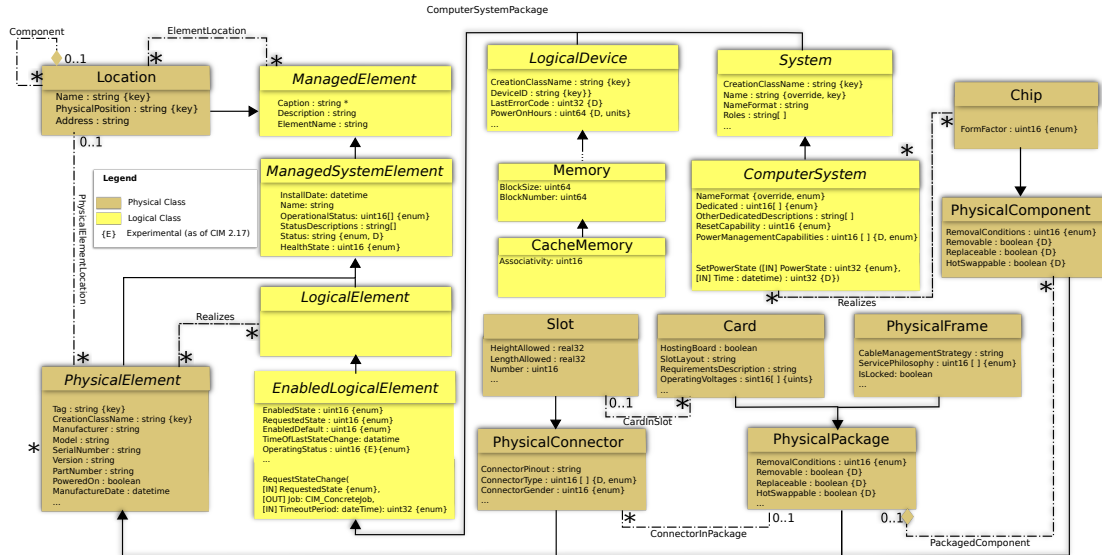 ComputerSystemPackage
Component
0..1
*
*
ElementLocation
*
Location
Name : string {key}
PhysicalPosition : string {key}
Address : string
0..1
PhysicalElementLocation
*
ManagedElement
Caption : string *
Description : string
ElementName : string
Legend
Physical Class
Logical Class
{E} Experimental (as of CIM 2.17)
ManagedSystemElement
InstallDate: datetime
Name: string
OperationalStatus: uint16[] {enum}
StatusDescriptions: string[]
Status: string {enum, D}
HealthState: uint16 {enum}
LogicalElement
Realizes
*
*
EnabledLogicalElement
EnabledState : uint16 {enum}
RequestedState : uint16 {enum}
EnabledDefault : uint16 {enum}
TimeOfLastStateChange: datatime
OperatingStatus : uint16 {E}{enum}
...
RequestStateChange(
[IN] RequestedState {enum},
[OUT] Job: CIM_ConcreteJob,
[IN] TimeoutPeriod: dateTime): uint32 {enum}
PhysicalElement
Tag : string {key}
CreationClassName : string {key}
Manufacturer : string
Model : string
SerialNumber : string
Version : string
PartNumber : string
PoweredOn : boolean
ManufactureDate : datetime
...
*
LogicalDevice
CreationClassName : string {key}
DeviceID : string {key}}
LastErrorCode : uint32 {D}
PowerOnHours : uint64 {D, units}
...
Memory
BlockSize: uint64
BlockNumber: uint64
CacheMemory
Associativity: uint16
System
CreationClassName : string {key}
Name : string {override, key}
NameFormat : string
Roles : string[ ]
...
*
ComputerSystem
NameFormat {override, enum}
Dedicated : uint16[ ] {enum}
OtherDedicatedDescriptions : string[ ]
ResetCapability : uint16 {enum}
PowerManagementCapabilities : uint16 [ ] {D, enum}
SetPowerState ([IN] PowerState : uint32 {enum},
[IN] Time : datetime) : uint32 {D})
*
Realizes
*
Chip
FormFactor : uint16 {enum}
PhysicalComponent
RemovalConditions : uint16 {enum}
Removable : boolean {D}
Replaceable : boolean {D}
HotSwappable : boolean {D}
*
*
Slot
HeightAllowed : real32
LengthAllowed : real32
Number : uint16
...
0..1
CardInSlot
*
Card
HostingBoard : boolean
SlotLayout : string
RequirementsDescription : string
OperatingVoltages : sint16[ ] {uints}
...
PhysicalFrame
CableManagementStrategy : string
ServicePhilosophy : uint16 [ ] {enum}
IsLocked : boolean
...
PhysicalConnector
ConnectorPinout : string
ConnectorType : uint16 [ ] {D, enum}
ConnectorGender : uint16 {enum}
...
*
ConnectorInPackage
0..1
PhysicalPackage
RemovalConditions : uint16 {enum}
Removable : boolean {D}
Replaceable : boolean {D}
HotSwappable : boolean {D}
...
0..1
PackagedComponent